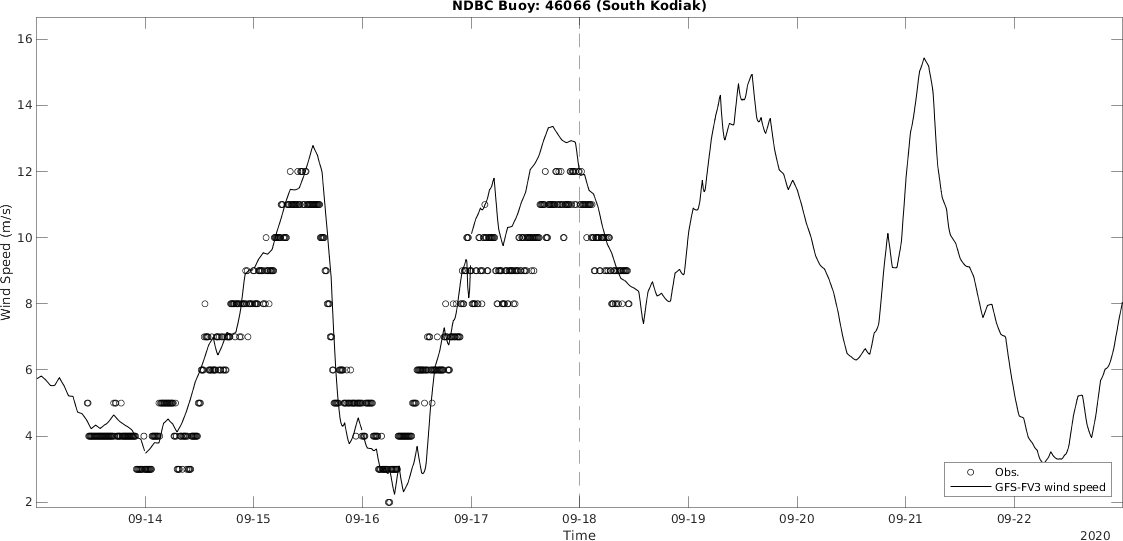 NDBC Buoy: 46066 (South Kodiak)
Wind Speed (m/s)
16
14
12
10
8
6
4
2
09-14 09-15 09-16 09-17 09-18 09-19 09-20 09-21 09-22
Time
2020
Obs.
GFS-FV3 wind speed